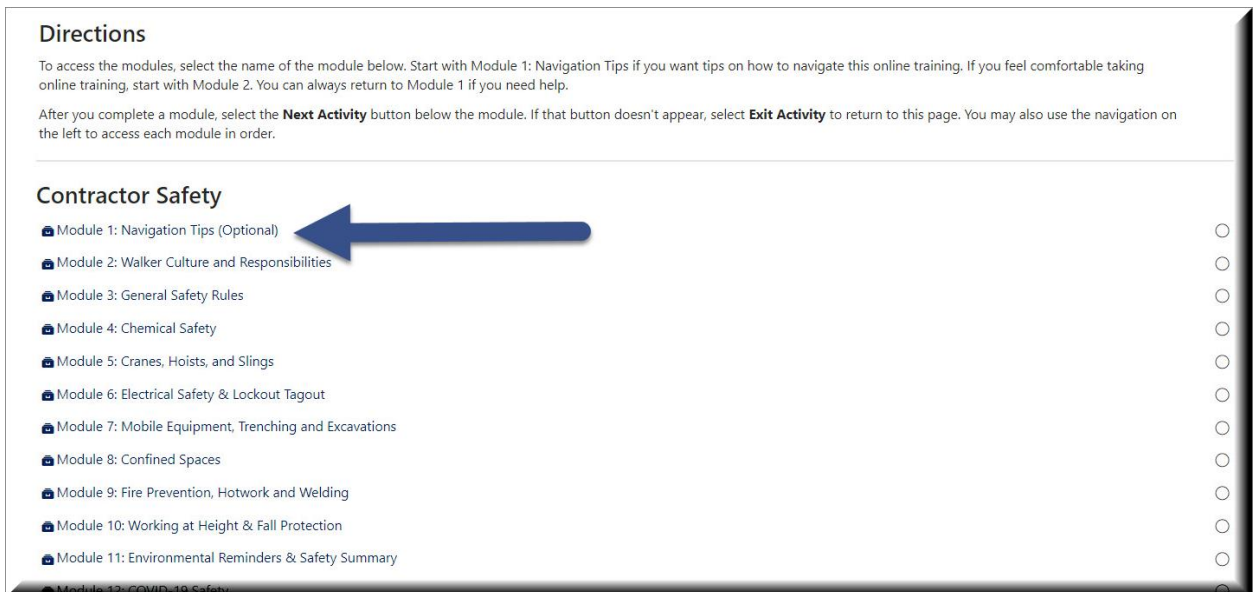 Directions
To access the modules, select the name of the module below. Start with Module 1: Navigation Tips if you want tips on how to navigate this online training. If you feel comfortable taking
online training, start with Module 2. You can always return to Module 1 if you need help.
After you complete a module, select the Next Activity button below the module. If that button doesn't appear, select Exit Activity to return to this page. You may also use the navigation on
the left to access each module in order.
Contractor Safety
Module 1: Navigation Tips (Optional)
Module 2: Walker Culture and Responsibilities
Module 3: General Safety Rules
Module 4: Chemical Safety
Module 5: Cranes, Hoists, and Slings
Module 6: Electrical Safety & Lockout Tagout
Module 7: Mobile Equipment, Trenching and Excavations
Module 8: Confined Spaces
Module 9: Fire Prevention, Hotwork and Welding
Module 10: Working at Height & Fall Protection
Module 11: Environmental Reminders & Safety Summary
Module 12: COVID-19 Safety